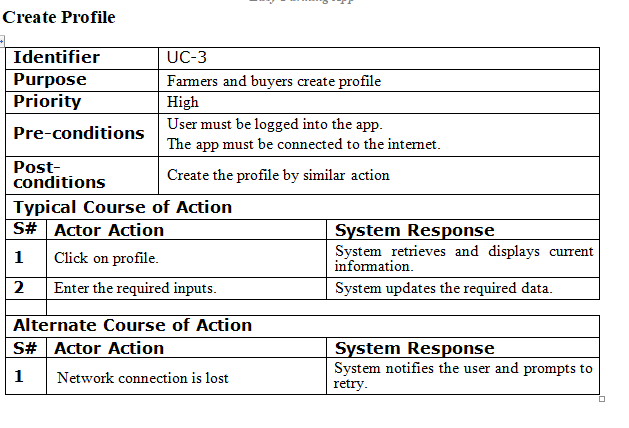 Create Profile
Identifier UC-3
Purpose Farmers and buyers create profile
Priority High
Pre-conditions User must be logged into the app.
The app must be connected to the internet.
Post-
conditions Create the profile by similar action
Typical Course of Action
S# Actor Action System Response
1 Click on profile. System retrieves and displays current
information.
2 Enter the required inputs. System updates the required data.
Alternate Course of Action
S# Actor Action System Response
1 Network connection is lost System notifies the user and prompts to
retry.